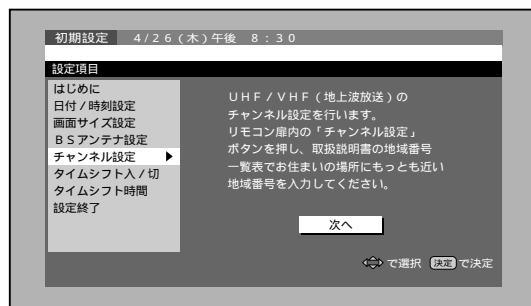 初期設定 4/26(木)午後 8:30
設定項目
はじめに
日付/時刻設定
画面サイズ設定
BSアンテナ設定
チャンネル設定 ▶
タイムシフト入/切
タイムシフト時間
設定終了
UHF/VHF(地上波放送)の
チャンネル設定を行います。
リモコン扉内の「チャンネル設定」
ボタンを押し、取扱説明書の地域番号
一覧表でお住まいの場所にもっとも近い
地域番号を入力してください。
次へ
で選択 決定 で決定